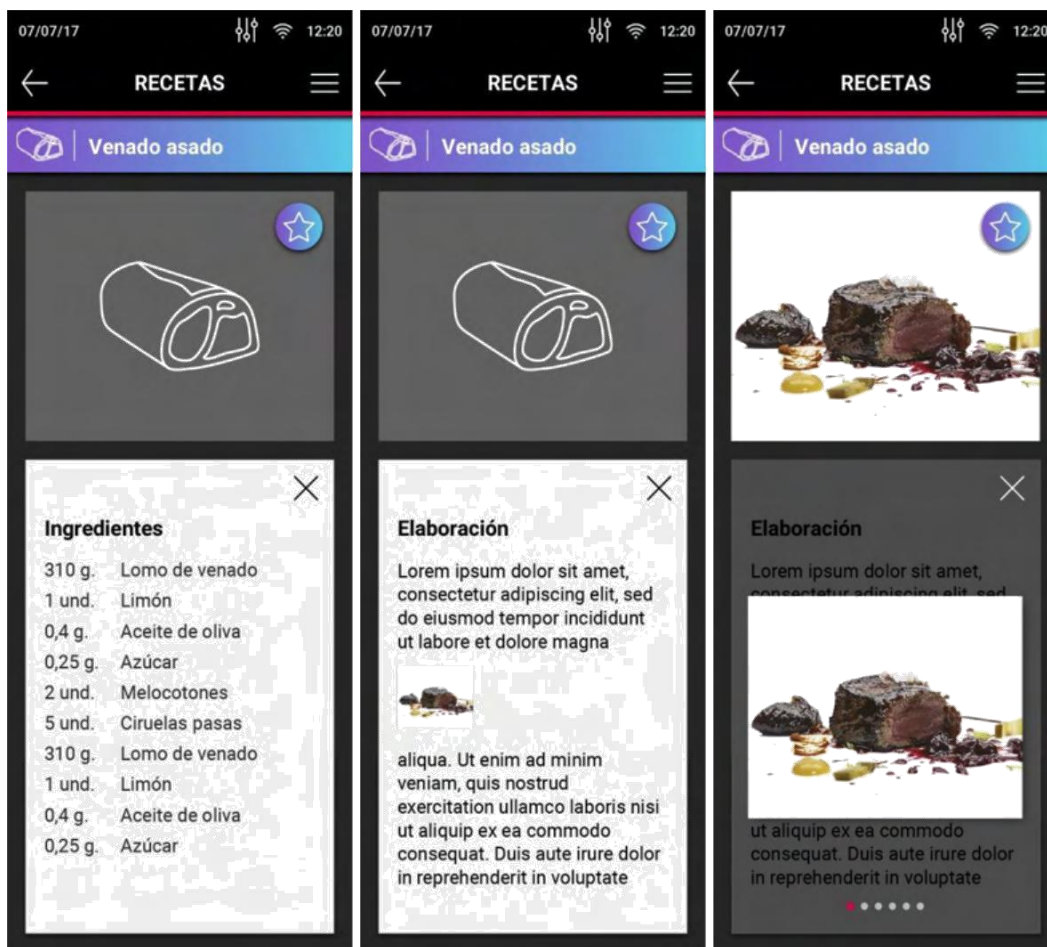 07/07/17 12:20
RECETAS
Venado asado
Ingredientes
310 g. Lomo de venado
1 und. Limón
0,4 g. Aceite de oliva
0,25 g. Azúcar
2 und. Melocotones
5 und. Ciruelas pasas
310 g. Lomo de venado
1 und. Limón
0,4 g. Aceite de oliva
0,25 g. Azúcar
07/07/17 12:20
RECETAS
Venado asado
Elaboración
Lorem ipsum dolor sit amet,
consectetur adipiscing elit, sed
do eiusmod tempor incididunt
ut labore et dolore magna
aliqua. Ut enim ad minim
veniam, quis nostrud
exercitation ullamco laboris nisi
ut aliquip ex ea commodo
consequat. Duis aute irure dolor
in reprehenderit in voluptate
07/07/17 12:20
RECETAS
Venado asado
Elaboración
Lorem ipsum dolor sit amet,
consectetur adipiscing elit, sed
ut aliquip ex ea commodo
consequat. Duis aute irure dolor
in reprehenderit in voluptate